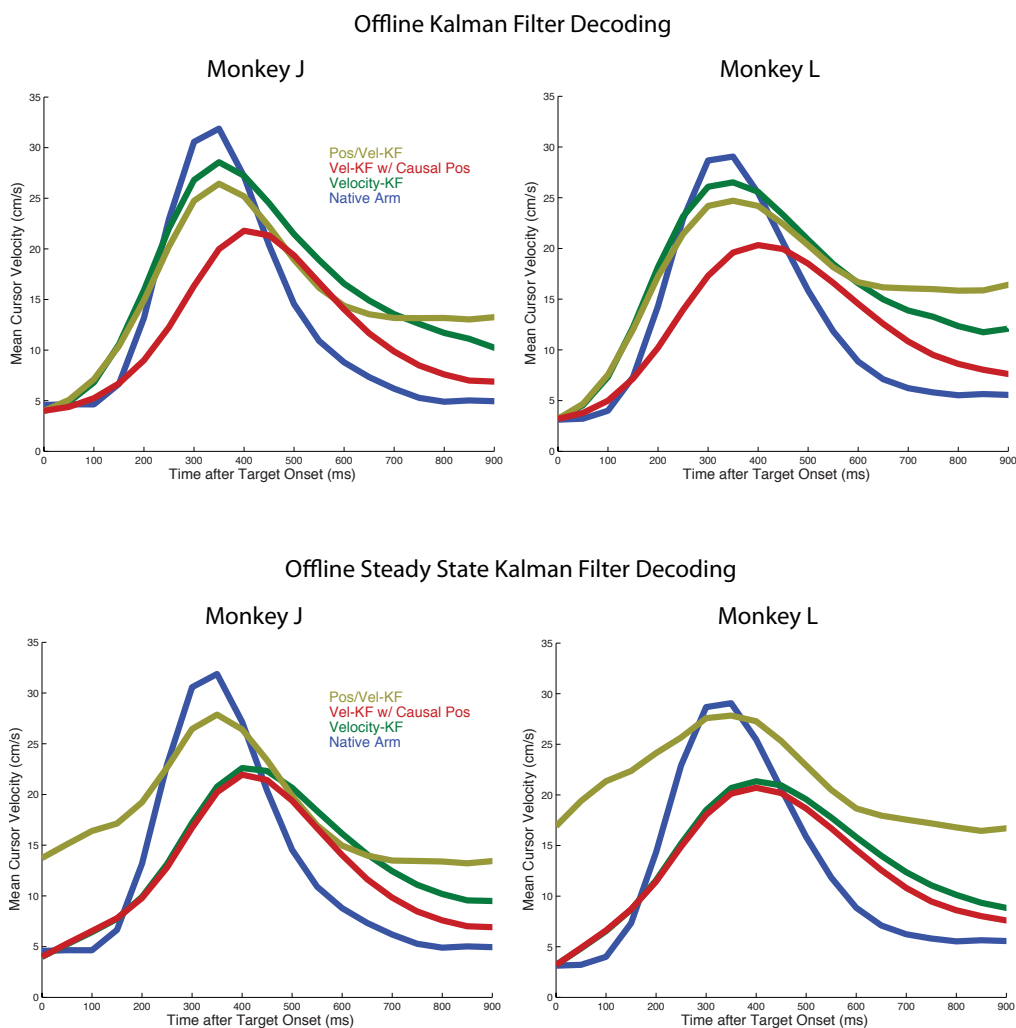 Offline Kalman Filter Decoding
Monkey J
Monkey L
35
30
25
20
15
10
5
0
Mean Cursor Velocity (cm/s)
Pos/Vel-KF
Vel-KF w/ Causal Pos
Velocity-KF
Native Arm
0 100 200 300 400 500 600 700 800 900
Time after Target Onset (ms)
35
30
25
20
15
10
5
0
Mean Cursor Velocity (cm/s)
0 100 200 300 400 500 600 700 800 900
Time after Target Onset (ms)
Offline Steady State Kalman Filter Decoding
Monkey J
Monkey L
35
30
25
20
15
10
5
0
Mean Cursor Velocity (cm/s)
Pos/Vel-KF
Vel-KF w/ Causal Pos
Velocity-KF
Native Arm
0 100 200 300 400 500 600 700 800 900
Time after Target Onset (ms)
35
30
25
20
15
10
5
0
Mean Cursor Velocity (cm/s)
0 100 200 300 400 500 600 700 800 900
Time after Target Onset (ms)